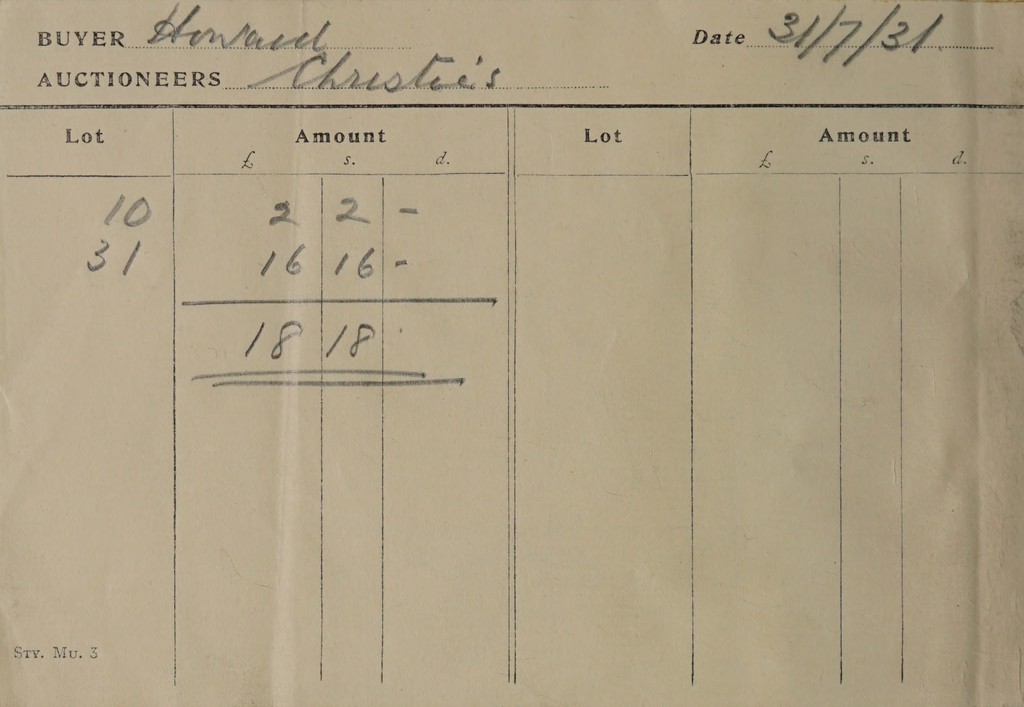 BUYER Howard Date 31/7/31
AUCTIONEERS Christie's
Lot Amount Lot Amount
£ s. d. £ s. d.
10 2 2 -
31 16 16 -
18 18
STY. MU. 3